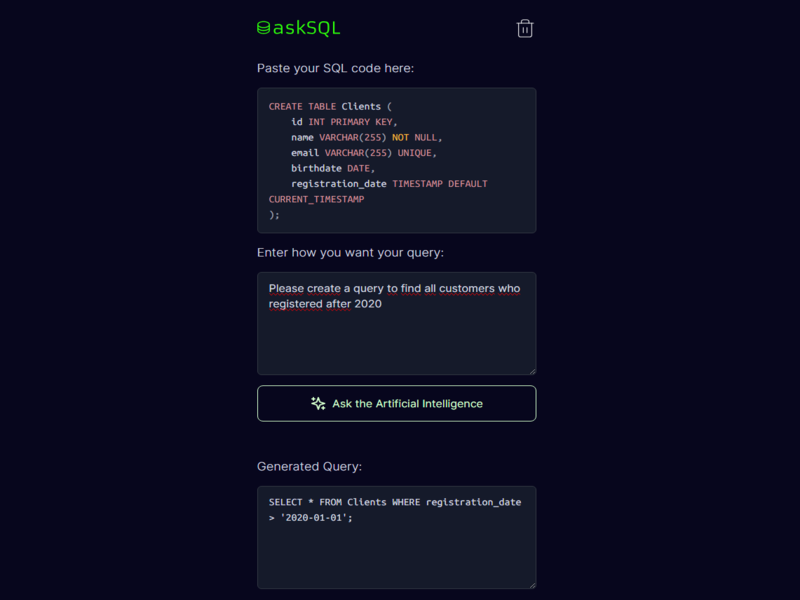 askSQL
Paste your SQL code here:
CREATE TABLE Clients (
    id INT PRIMARY KEY,
    name VARCHAR(255) NOT NULL,
    email VARCHAR(255) UNIQUE,
    birthdate DATE,
    registration_date TIMESTAMP DEFAULT
CURRENT_TIMESTAMP
);
Enter how you want your query:
Please create a query to find all customers who
registered after 2020
Ask the Artificial Intelligence
Generated Query:
SELECT * FROM Clients WHERE registration_date
> '2020-01-01';